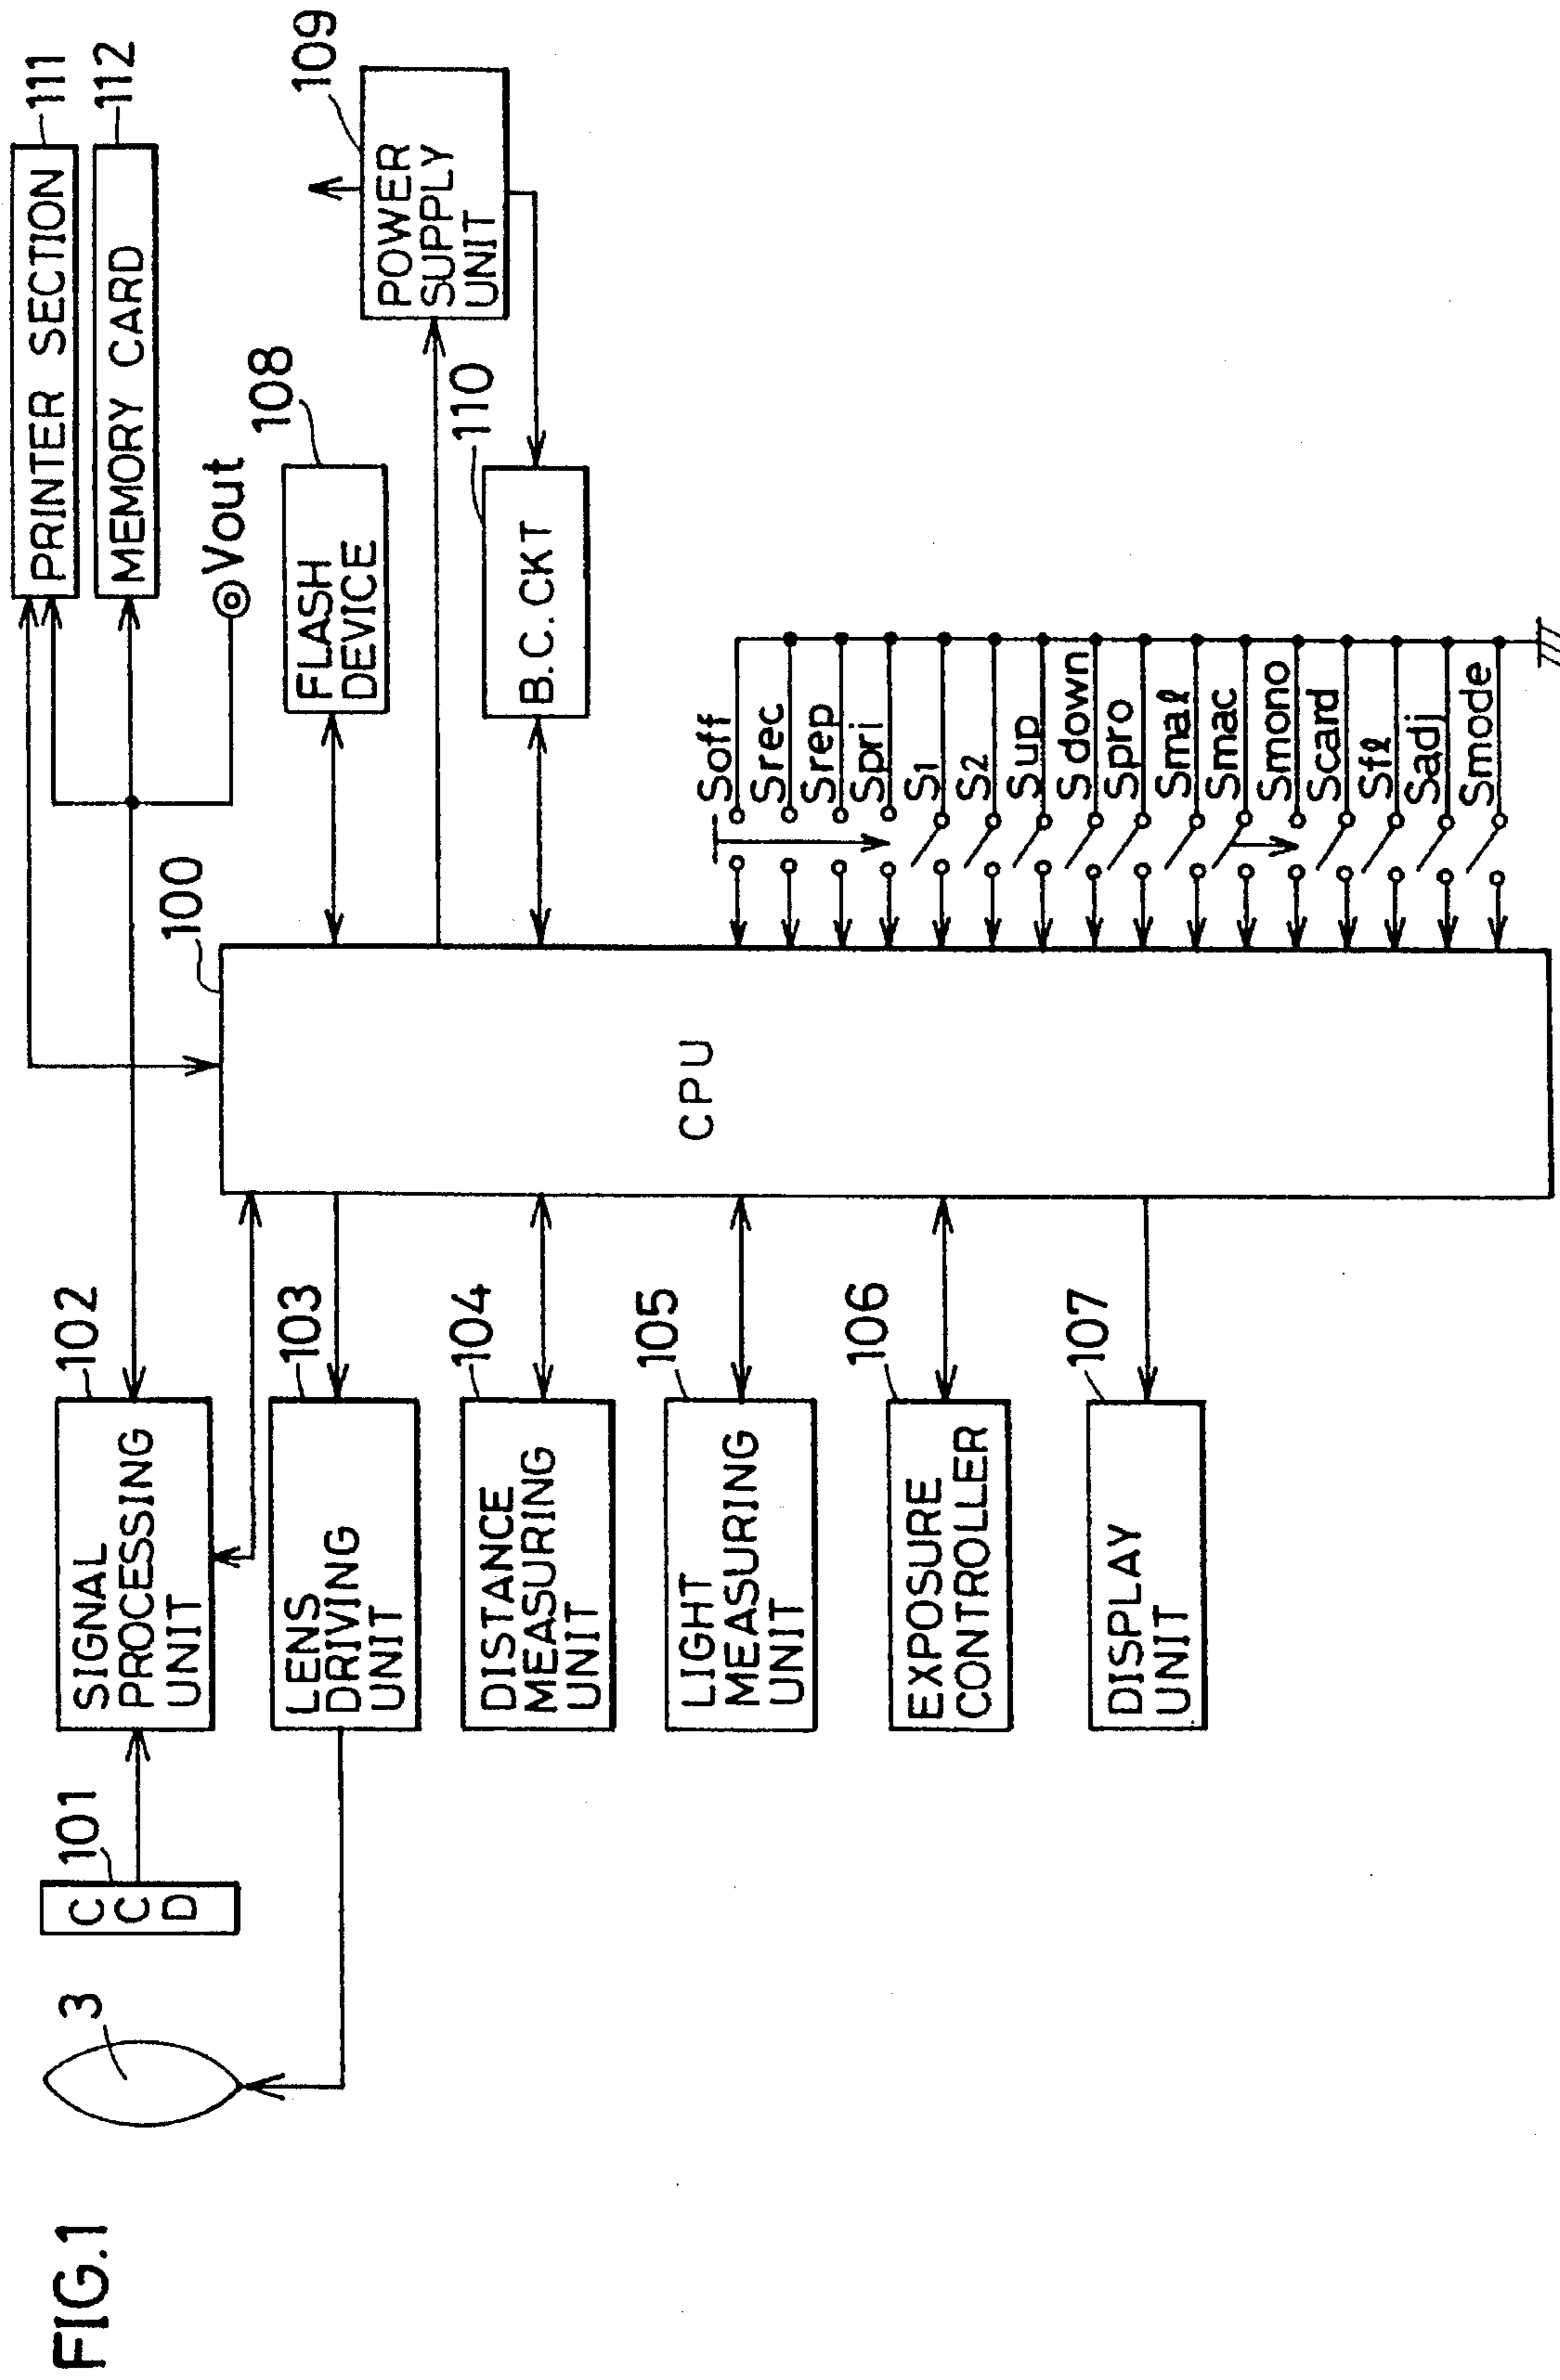 FIG.1
3
101
C
C
D
102
SIGNAL
PROCESSING
UNIT
103
LENS
DRIVING
UNIT
104
DISTANCE
MEASURING
UNIT
105
LIGHT
MEASURING
UNIT
106
EXPOSURE
CONTROLLER
107
DISPLAY
UNIT
100
CPU
111
PRINTER SECTION
112
MEMORY CARD
Vout
108
FLASH
DEVICE
109
POWER
SUPPLY
UNIT
110
B.C.CKT
Soff
Srec
Srep
Spri
S1
S2
Sup
Sdown
Spro
Smaℓ
Smac
Smono
Scard
Sfℓ
Sadj
Smode